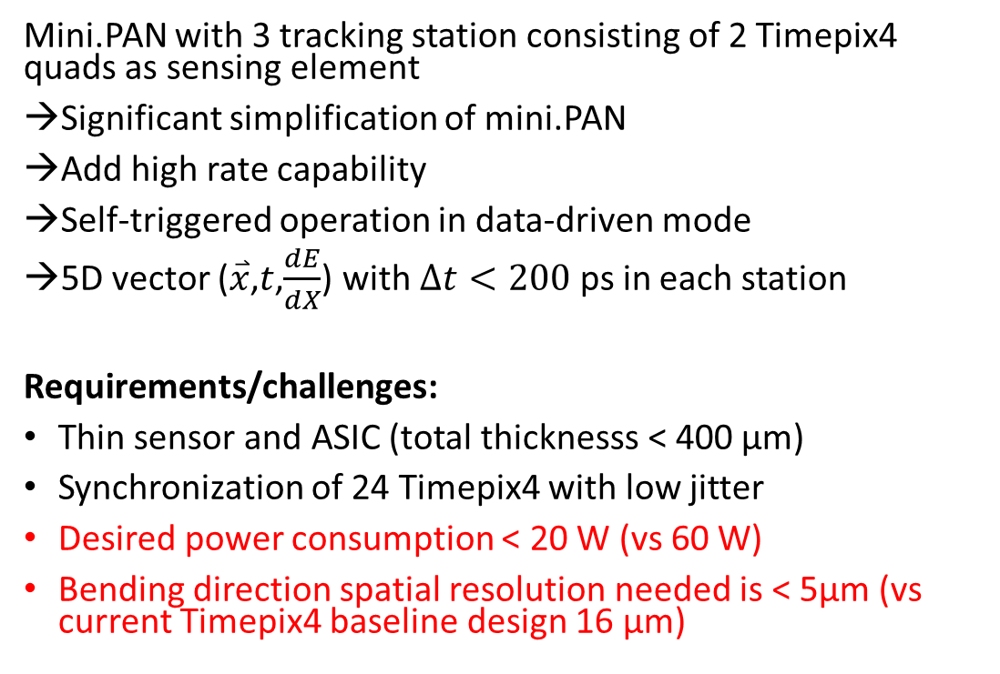 Mini.PAN with 3 tracking station consisting of 2 Timepix4
quads as sensing element
→Significant simplification of mini.PAN
→Add high rate capability
→Self-triggered operation in data-driven mode
→5D vector (x⃗,t,dE/dX) with Δt < 200 ps in each station
Requirements/challenges:
• Thin sensor and ASIC (total thicknesss < 400 μm)
• Synchronization of 24 Timepix4 with low jitter
• Desired power consumption < 20 W (vs 60 W)
• Bending direction spatial resolution needed is < 5μm (vs
current Timepix4 baseline design 16 μm)